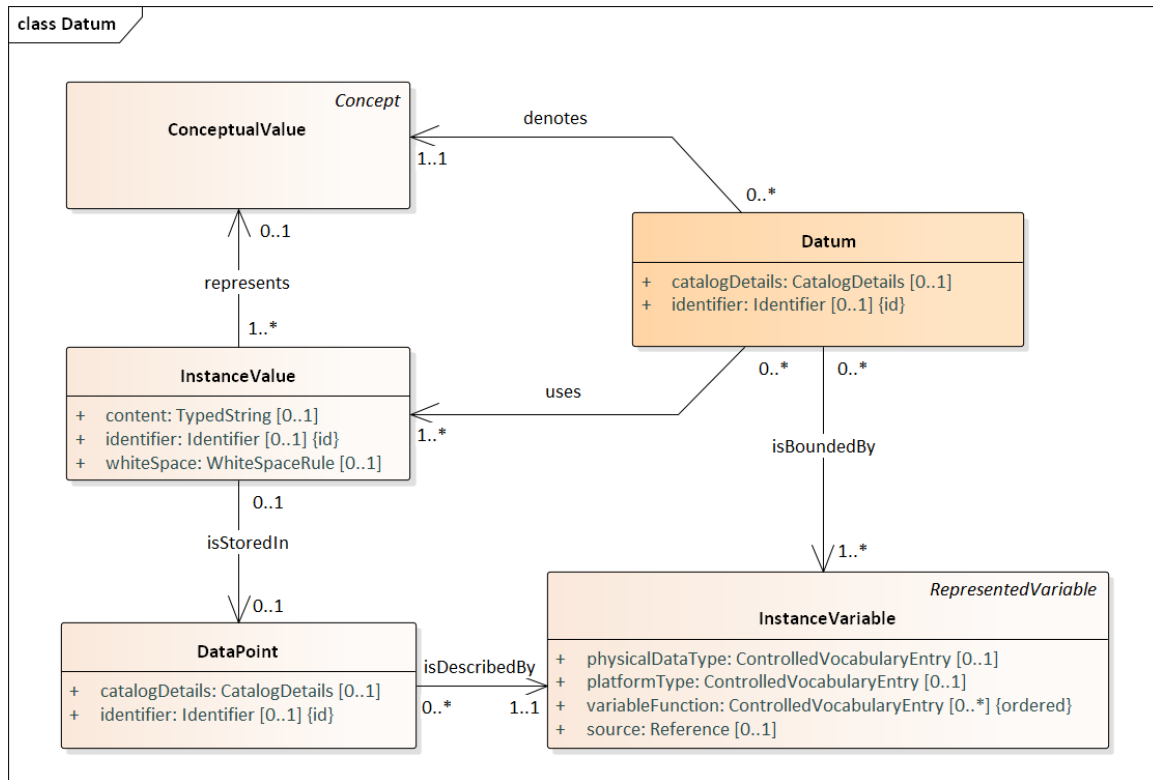 class Datum
Concept
ConceptualValue
denotes
1..1
0..*
0..1
represents
1..*
Datum
+ catalogDetails: CatalogDetails [0..1]
+ identifier: Identifier [0..1] {id}
InstanceValue
+ content: TypedString [0..1]
+ identifier: Identifier [0..1] {id}
+ whiteSpace: WhiteSpaceRule [0..1]
0..*
0..*
uses
1..*
isBoundedBy
0..1
isStoredIn
0..1
1..*
DataPoint
+ catalogDetails: CatalogDetails [0..1]
+ identifier: Identifier [0..1] {id}
isDescribedBy
0..*
1..1
RepresentedVariable
InstanceVariable
+ physicalDataType: ControlledVocabularyEntry [0..1]
+ platformType: ControlledVocabularyEntry [0..1]
+ variableFunction: ControlledVocabularyEntry [0..*] {ordered}
+ source: Reference [0..1]